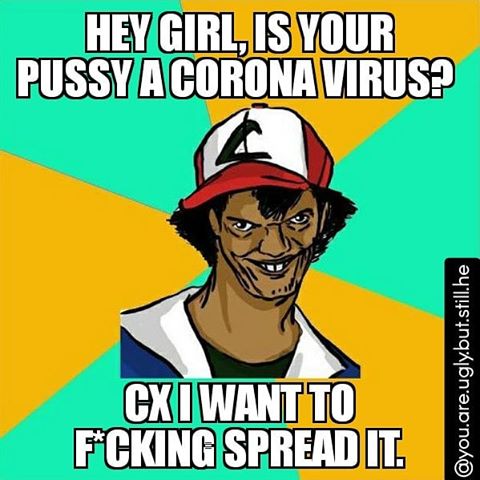 HEY GIRL, IS YOUR
PUSSY A CORONA VIRUS?
CX I WANT TO
F*CKING SPREAD IT.
@you.are.ugly.but.still.he